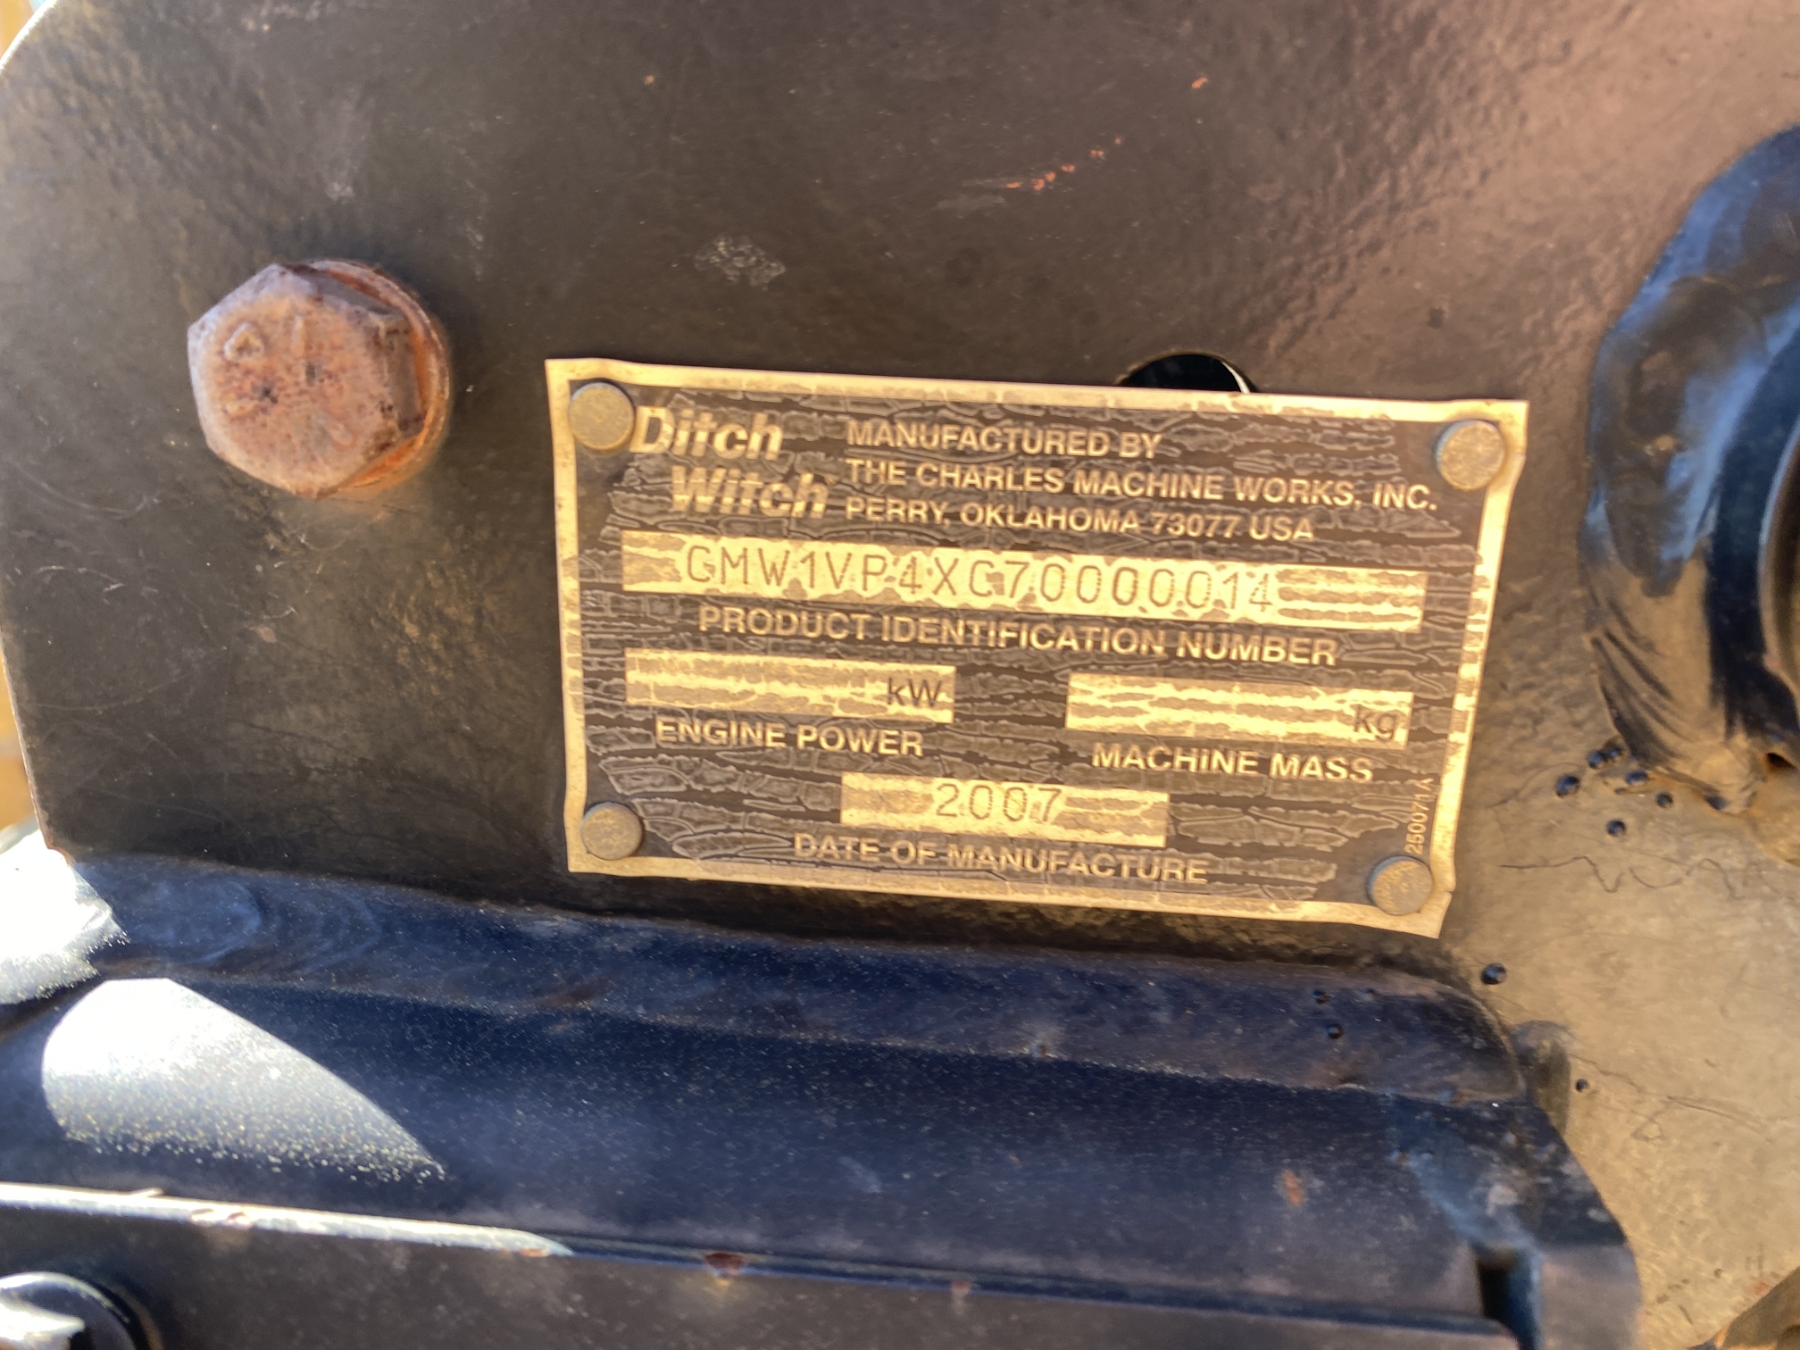 Ditch
Witch
MANUFACTURED BY
THE CHARLES MACHINE WORKS, INC.
PERRY, OKLAHOMA 73077 USA
CMW1VP4XC70000014
PRODUCT IDENTIFICATION NUMBER
kW
kg
ENGINE POWER
MACHINE MASS
2007
DATE OF MANUFACTURE
250071A